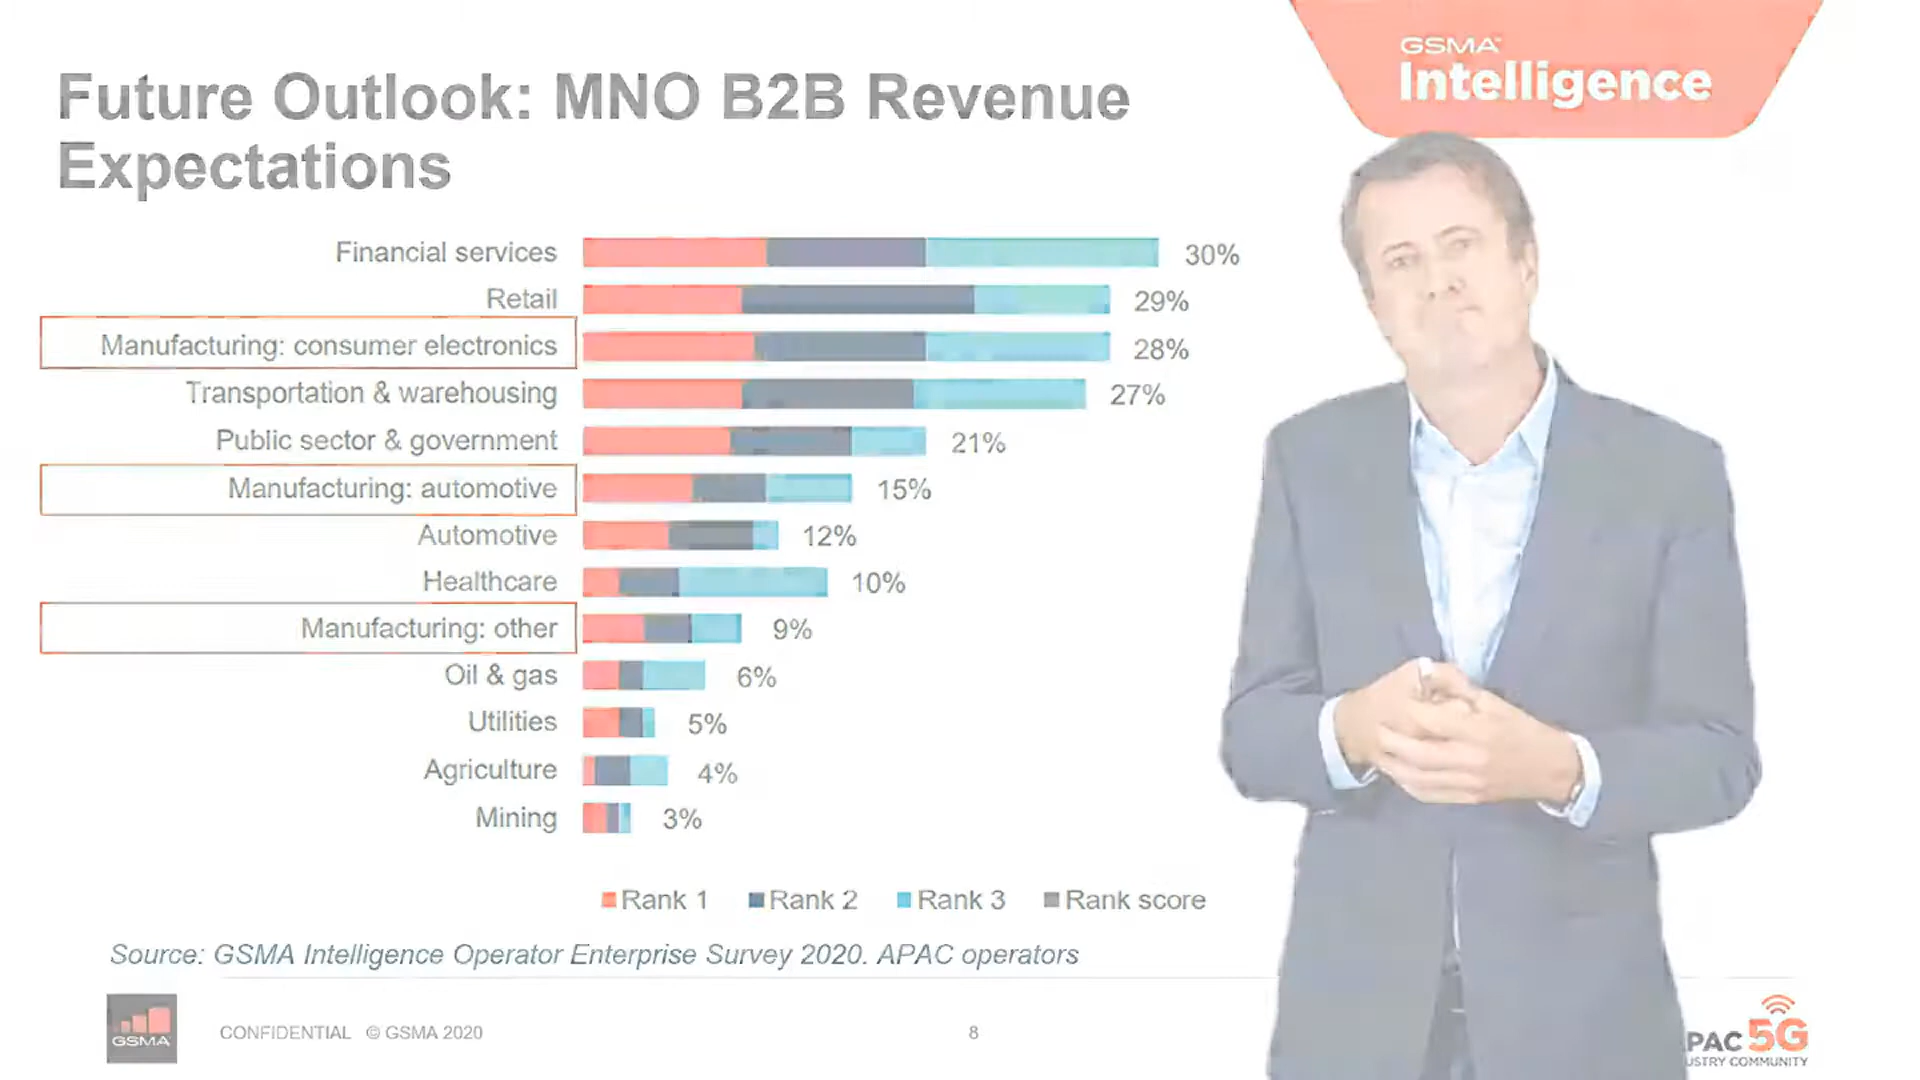 GSMA™
Intelligence
Future Outlook: MNO B2B Revenue
Expectations
Financial services 30%
Retail 29%
Manufacturing: consumer electronics 28%
Transportation & warehousing 27%
Public sector & government 21%
Manufacturing: automotive 15%
Automotive 12%
Healthcare 10%
Manufacturing: other 9%
Oil & gas 6%
Utilities 5%
Agriculture 4%
Mining 3%
Rank 1 Rank 2 Rank 3 Rank score
Source: GSMA Intelligence Operator Enterprise Survey 2020. APAC operators
GSMA
CONFIDENTIAL © GSMA 2020
8
PAC 5G
USTRY COMMUNITY